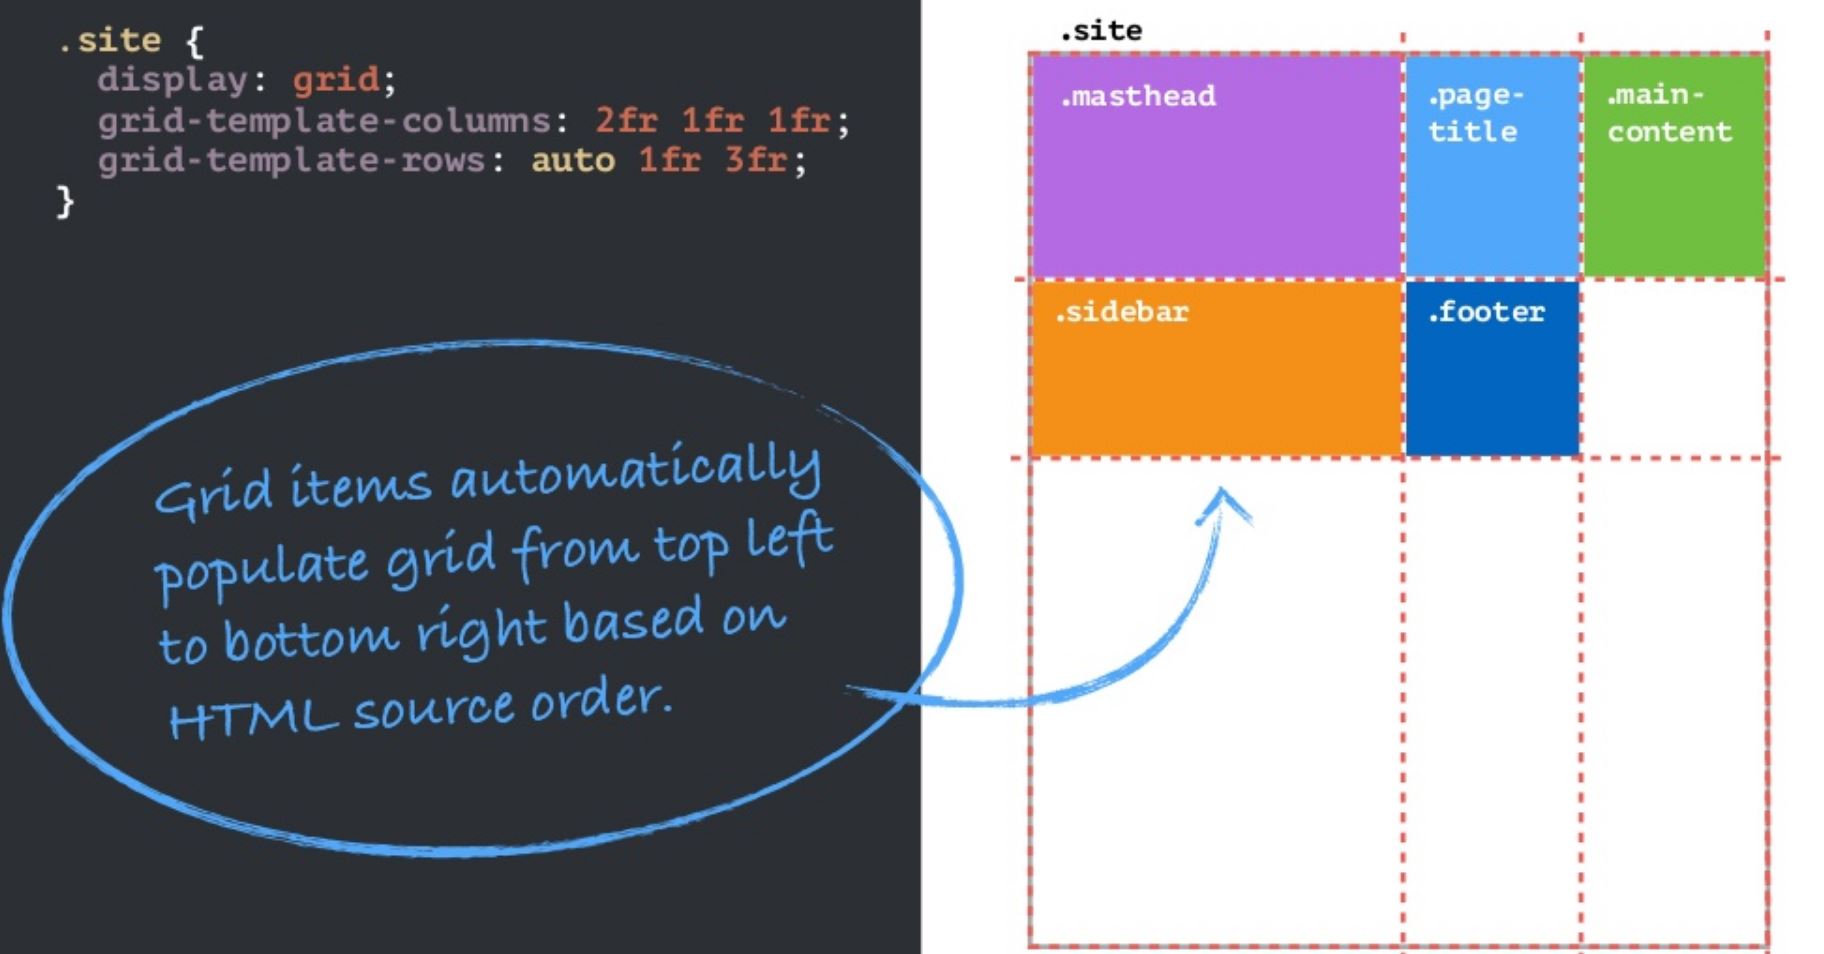 .site {
display: grid;
grid-template-columns: 2fr 1fr 1fr;
grid-template-rows: auto 1fr 3fr;
}
Grid items automatically
populate grid from top left
to bottom right based on
HTML source order.
.site
.masthead
.page-
title
.main-
content
.sidebar
.footer